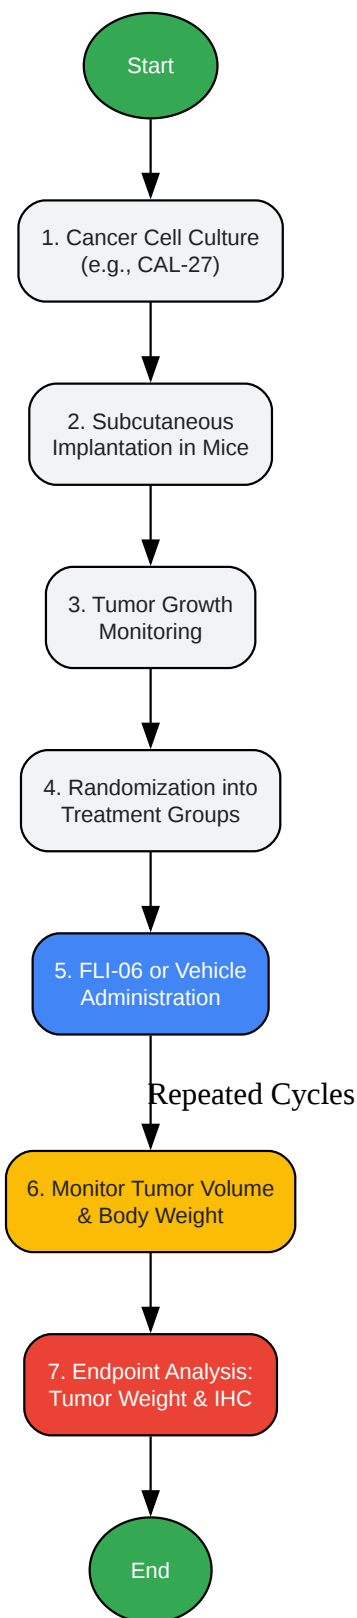 Start
1. Cancer Cell Culture
(e.g., CAL-27)
2. Subcutaneous
Implantation in Mice
3. Tumor Growth
Monitoring
4. Randomization into
Treatment Groups
5. FLI-06 or Vehicle
Administration
Repeated Cycles
6. Monitor Tumor Volume
& Body Weight
7. Endpoint Analysis:
Tumor Weight & IHC
End